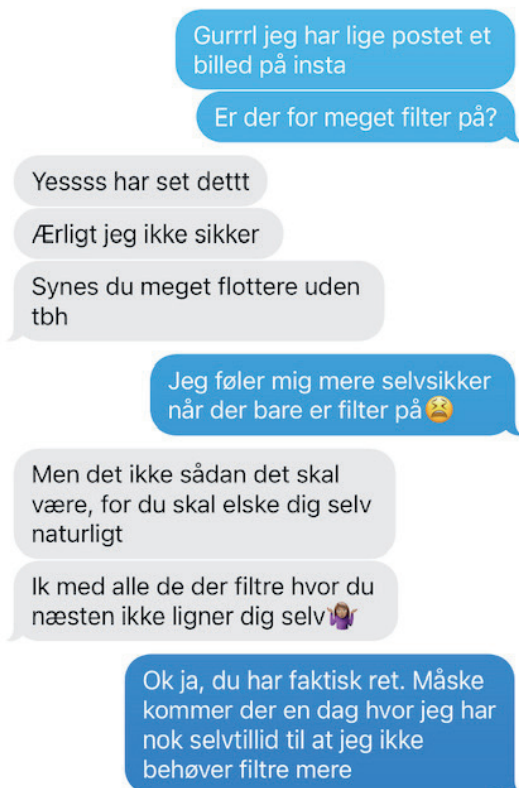 Gurrrl jeg har lige postet et
billed på insta
Er der for meget filter på?
Yessss har set dettt
Ærligt jeg ikke sikker
Synes du meget flottere uden
tbh
Jeg føler mig mere selvsikker
når der bare er filter på😫
Men det ikke sådan det skal
være, for du skal elske dig selv
naturligt
Ik med alle de der filtre hvor du
næsten ikke ligner dig selv🤷🏽‍♀️
Ok ja, du har faktisk ret. Måske
kommer der en dag hvor jeg har
nok selvtillid til at jeg ikke
behøver filtre mere